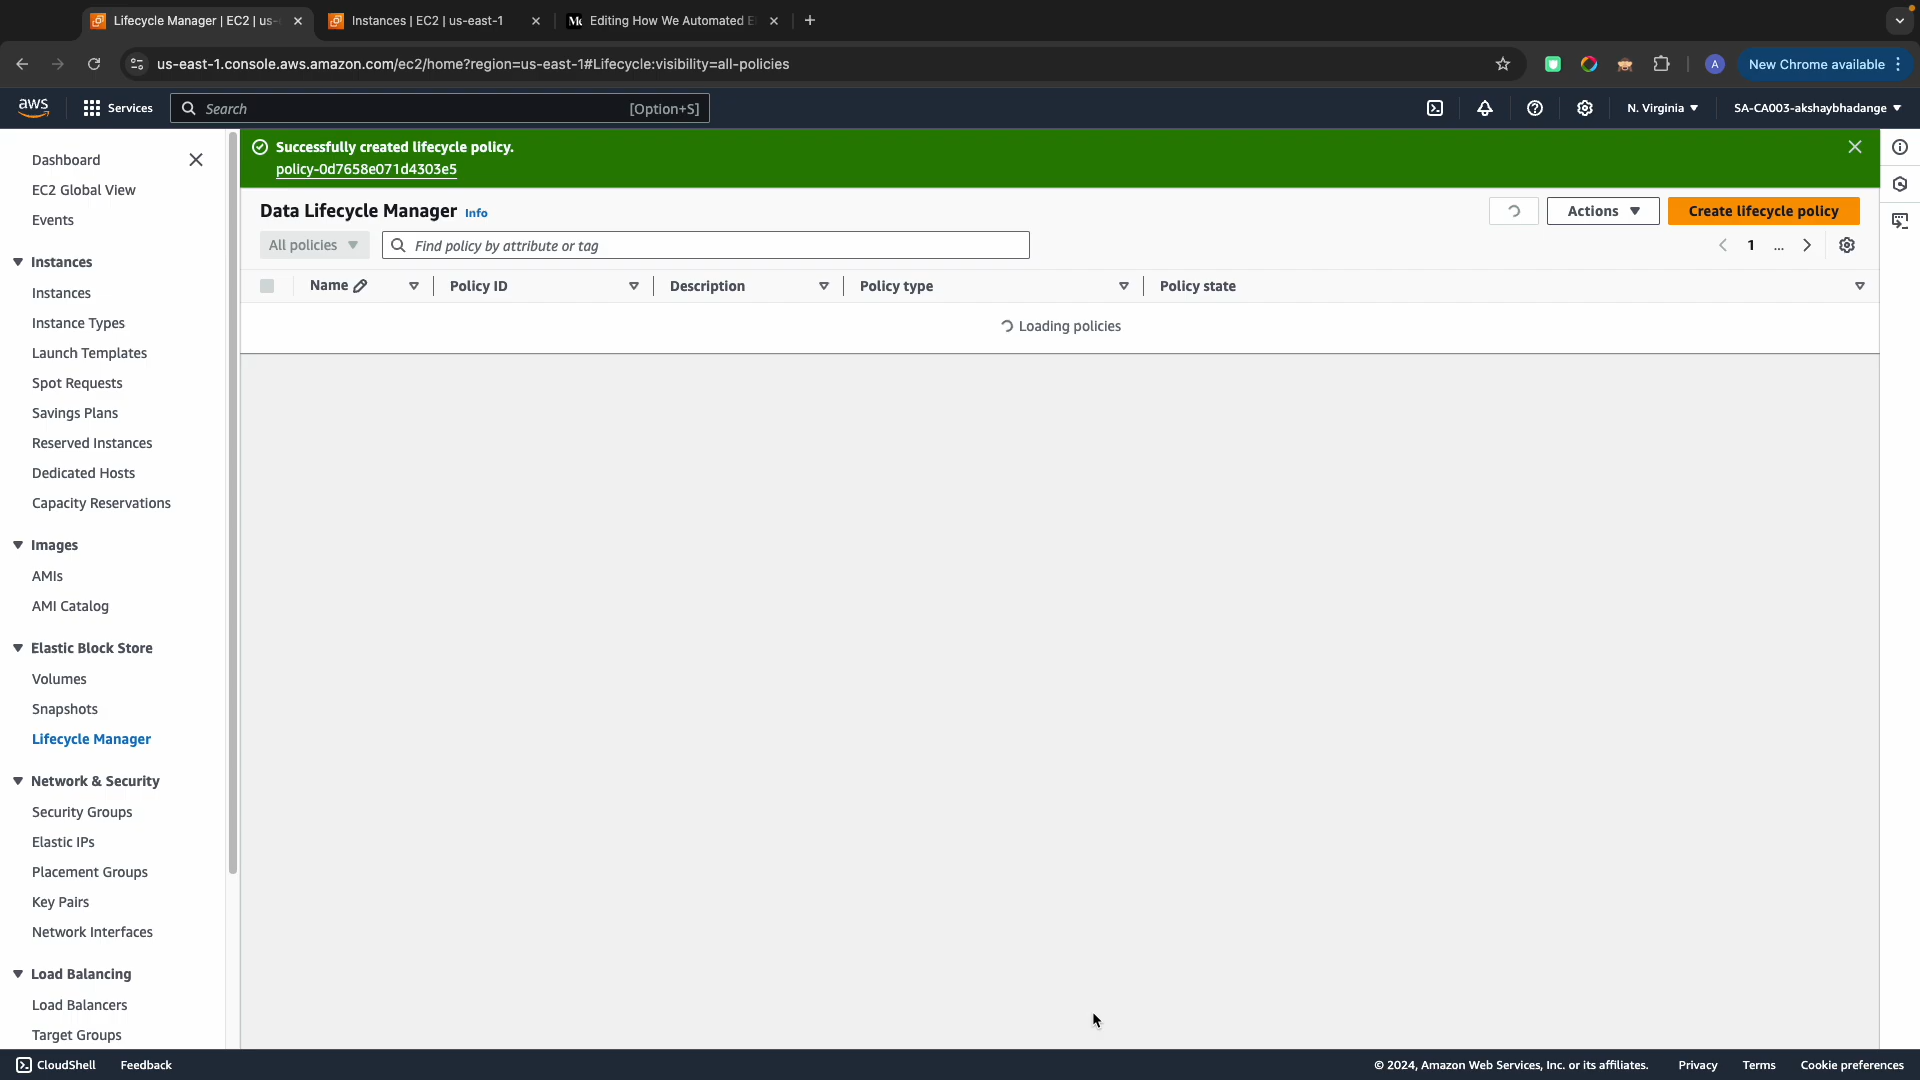 Lifecycle Manager | EC2 | us-
Instances | EC2 | us-east-1
Editing How We Automated E
us-east-1.console.aws.amazon.com/ec2/home?region=us-east-1#Lifecycle:visibility=all-policies
A
New Chrome available
aws
Services
Search
[Option+S]
N. Virginia
SA-CA003-akshaybhadange
Dashboard
EC2 Global View
Events
Instances
Instances
Instance Types
Launch Templates
Spot Requests
Savings Plans
Reserved Instances
Dedicated Hosts
Capacity Reservations
Images
AMIs
AMI Catalog
Elastic Block Store
Volumes
Snapshots
Lifecycle Manager
Network & Security
Security Groups
Elastic IPs
Placement Groups
Key Pairs
Network Interfaces
Load Balancing
Load Balancers
Target Groups
Successfully created lifecycle policy.
policy-0d7658e071d4303e5
Data Lifecycle Manager Info
Actions
Create lifecycle policy
All policies
Find policy by attribute or tag
1 ...
Name
Policy ID
Description
Policy type
Policy state
Loading policies
CloudShell
Feedback
© 2024, Amazon Web Services, Inc. or its affiliates.
Privacy
Terms
Cookie preferences